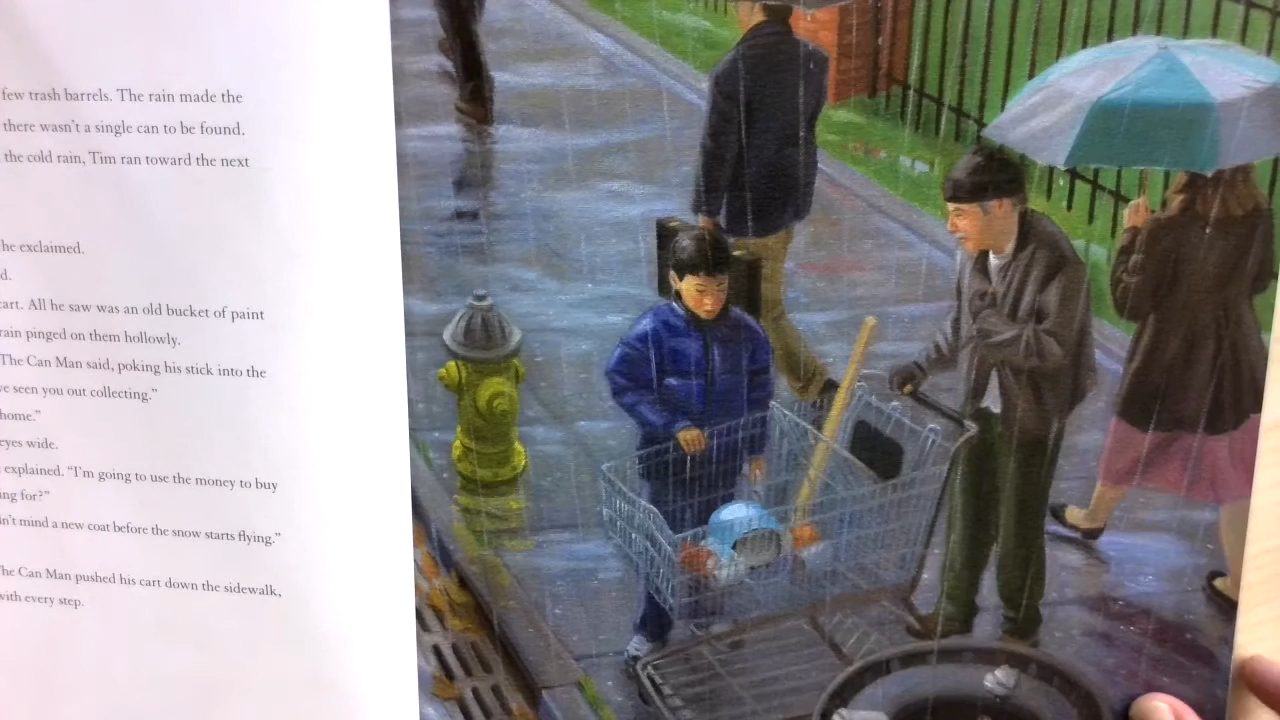 few trash barrels. The rain made the
there wasn't a single can to be found.
the cold rain, Tim ran toward the next
he exclaimed.
d.
cart. All he saw was an old bucket of paint
rain pinged on them hollowly.
The Can Man said, poking his stick into the
ve seen you out collecting."
home."
eyes wide.
explained. "I'm going to use the money to buy
ng for?"
n't mind a new coat before the snow starts flying."
The Can Man pushed his cart down the sidewalk,
with every step.